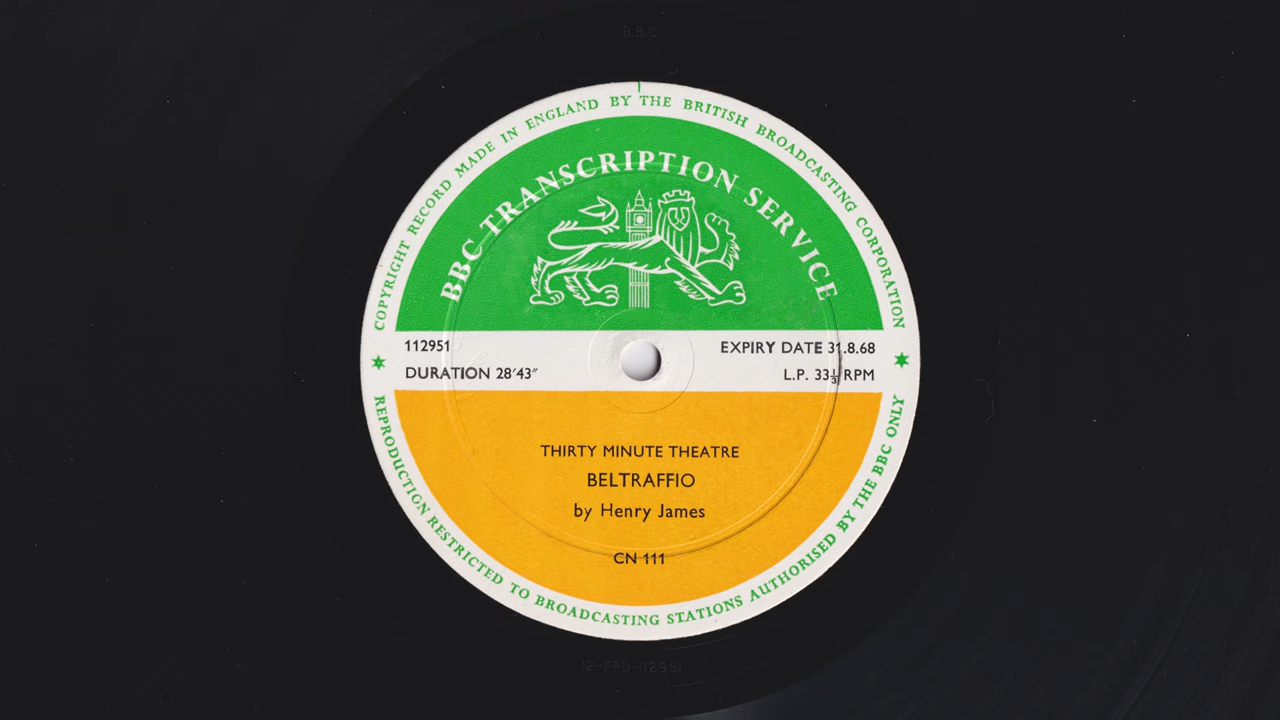 B.B.C.
COPYRIGHT RECORD MADE IN ENGLAND BY THE BRITISH BROADCASTING CORPORATION
BBC TRANSCRIPTION SERVICE
112951
EXPIRY DATE 31.8.68
DURATION 28′43″
L.P. 33⅓ RPM
THIRTY MINUTE THEATRE
BELTRAFFIO
by Henry James
CN 111
REPRODUCTION RESTRICTED TO BROADCASTING STATIONS AUTHORISED BY THE BBC ONLY